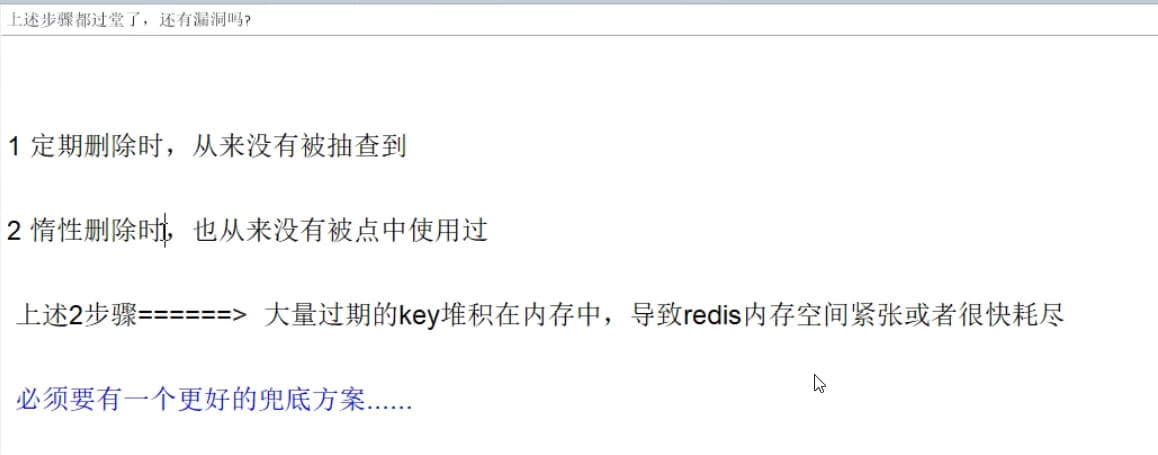 上述步骤都过堂了，还有漏洞吗?
1 定期删除时，从来没有被抽查到
2 惰性删除时，也从来没有被点中使用过
上述2步骤======> 大量过期的key堆积在内存中，导致redis内存空间紧张或者很快耗尽
必须要有一个更好的兜底方案......